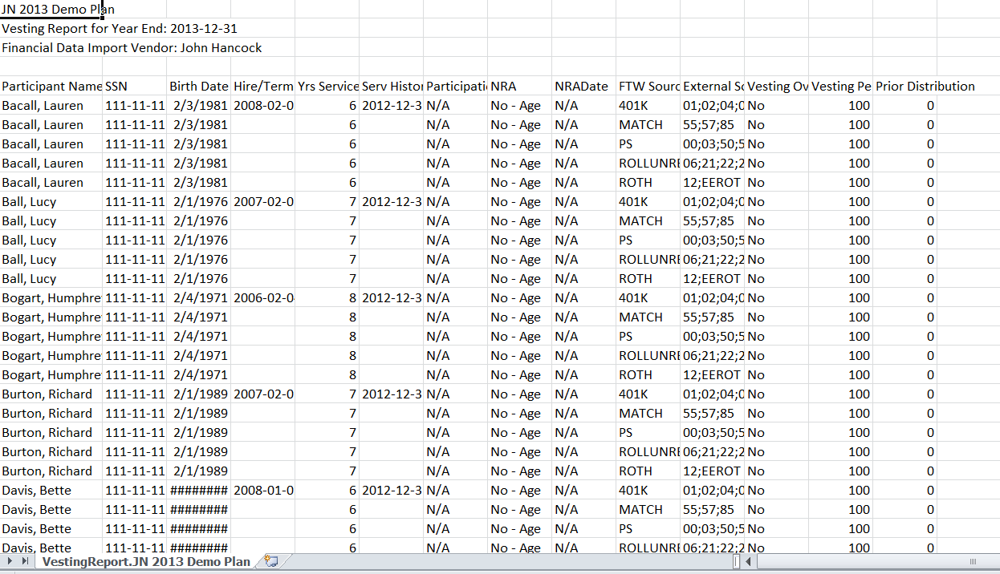 JN 2013 Demo Plan
Vesting Report for Year End: 2013-12-31
Financial Data Import Vendor: John Hancock
Participant Name SSN Birth Date Hire/Term Yrs Service Serv Histor Participati NRA NRADate FTW Sourc External So Vesting Ov Vesting Pe Prior Distribution
Bacall, Lauren 111-11-11 2/3/1981 2008-02-0 6 2012-12-3 N/A No - Age N/A 401K 01;02;04;0 No 100 0
Bacall, Lauren 111-11-11 2/3/1981 6 N/A No - Age N/A MATCH 55;57;85 No 100 0
Bacall, Lauren 111-11-11 2/3/1981 6 N/A No - Age N/A PS 00;03;50;5 No 100 0
Bacall, Lauren 111-11-11 2/3/1981 6 N/A No - Age N/A ROLLUNRE 06;21;22;2 No 100 0
Bacall, Lauren 111-11-11 2/3/1981 6 N/A No - Age N/A ROTH 12;EEROT No 100 0
Ball, Lucy 111-11-11 2/1/1976 2007-02-0 7 2012-12-3 N/A No - Age N/A 401K 01;02;04;0 No 100 0
Ball, Lucy 111-11-11 2/1/1976 7 N/A No - Age N/A MATCH 55;57;85 No 100 0
Ball, Lucy 111-11-11 2/1/1976 7 N/A No - Age N/A PS 00;03;50;5 No 100 0
Ball, Lucy 111-11-11 2/1/1976 7 N/A No - Age N/A ROLLUNRE 06;21;22;2 No 100 0
Ball, Lucy 111-11-11 2/1/1976 7 N/A No - Age N/A ROTH 12;EEROT No 100 0
Bogart, Humphre 111-11-11 2/4/1971 2006-02-0 8 2012-12-3 N/A No - Age N/A 401K 01;02;04;0 No 100 0
Bogart, Humphre 111-11-11 2/4/1971 8 N/A No - Age N/A MATCH 55;57;85 No 100 0
Bogart, Humphre 111-11-11 2/4/1971 8 N/A No - Age N/A PS 00;03;50;5 No 100 0
Bogart, Humphre 111-11-11 2/4/1971 8 N/A No - Age N/A ROLLUNRE 06;21;22;2 No 100 0
Bogart, Humphre 111-11-11 2/4/1971 8 N/A No - Age N/A ROTH 12;EEROT No 100 0
Burton, Richard 111-11-11 2/1/1989 2007-02-0 7 2012-12-3 N/A No - Age N/A 401K 01;02;04;0 No 100 0
Burton, Richard 111-11-11 2/1/1989 7 N/A No - Age N/A MATCH 55;57;85 No 100 0
Burton, Richard 111-11-11 2/1/1989 7 N/A No - Age N/A PS 00;03;50;5 No 100 0
Burton, Richard 111-11-11 2/1/1989 7 N/A No - Age N/A ROLLUNRE 06;21;22;2 No 100 0
Burton, Richard 111-11-11 2/1/1989 7 N/A No - Age N/A ROTH 12;EEROT No 100 0
Davis, Bette 111-11-11 ######## 2008-01-0 6 2012-12-3 N/A No - Age N/A 401K 01;02;04;0 No 100 0
Davis, Bette 111-11-11 ######## 6 N/A No - Age N/A MATCH 55;57;85 No 100 0
Davis, Bette 111-11-11 ######## 6 N/A No - Age N/A PS 00;03;50;5 No 100 0
Davis, Bette 111-11-11 ######## 6 N/A No - Age N/A ROLLUNRE 06;21;22;2 No 100 0
VestingReport.JN 2013 Demo Plan